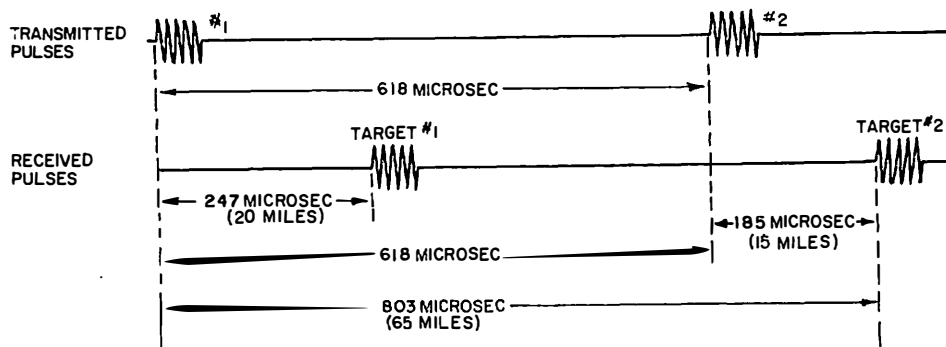 TRANSMITTED
PULSES
#1
#2
618 MICROSEC
RECEIVED
PULSES
TARGET #1
TARGET #2
247 MICROSEC
(20 MILES)
185 MICROSEC
(15 MILES)
618 MICROSEC
803 MICROSEC
(65 MILES)